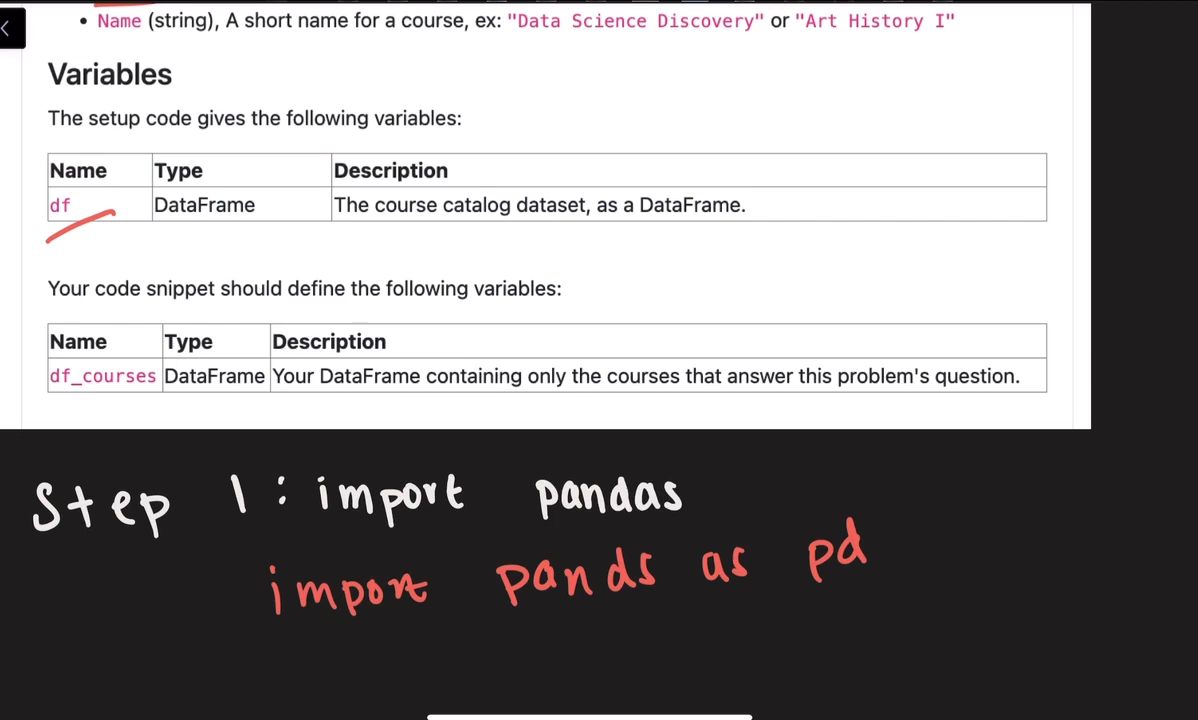 • Name (string), A short name for a course, ex: "Data Science Discovery" or "Art History I"
Variables
The setup code gives the following variables:
Name Type Description
df DataFrame The course catalog dataset, as a DataFrame.
Your code snippet should define the following variables:
Name Type Description
df_courses DataFrame Your DataFrame containing only the courses that answer this problem's question.
Step 1: import pandas
import pands as pd